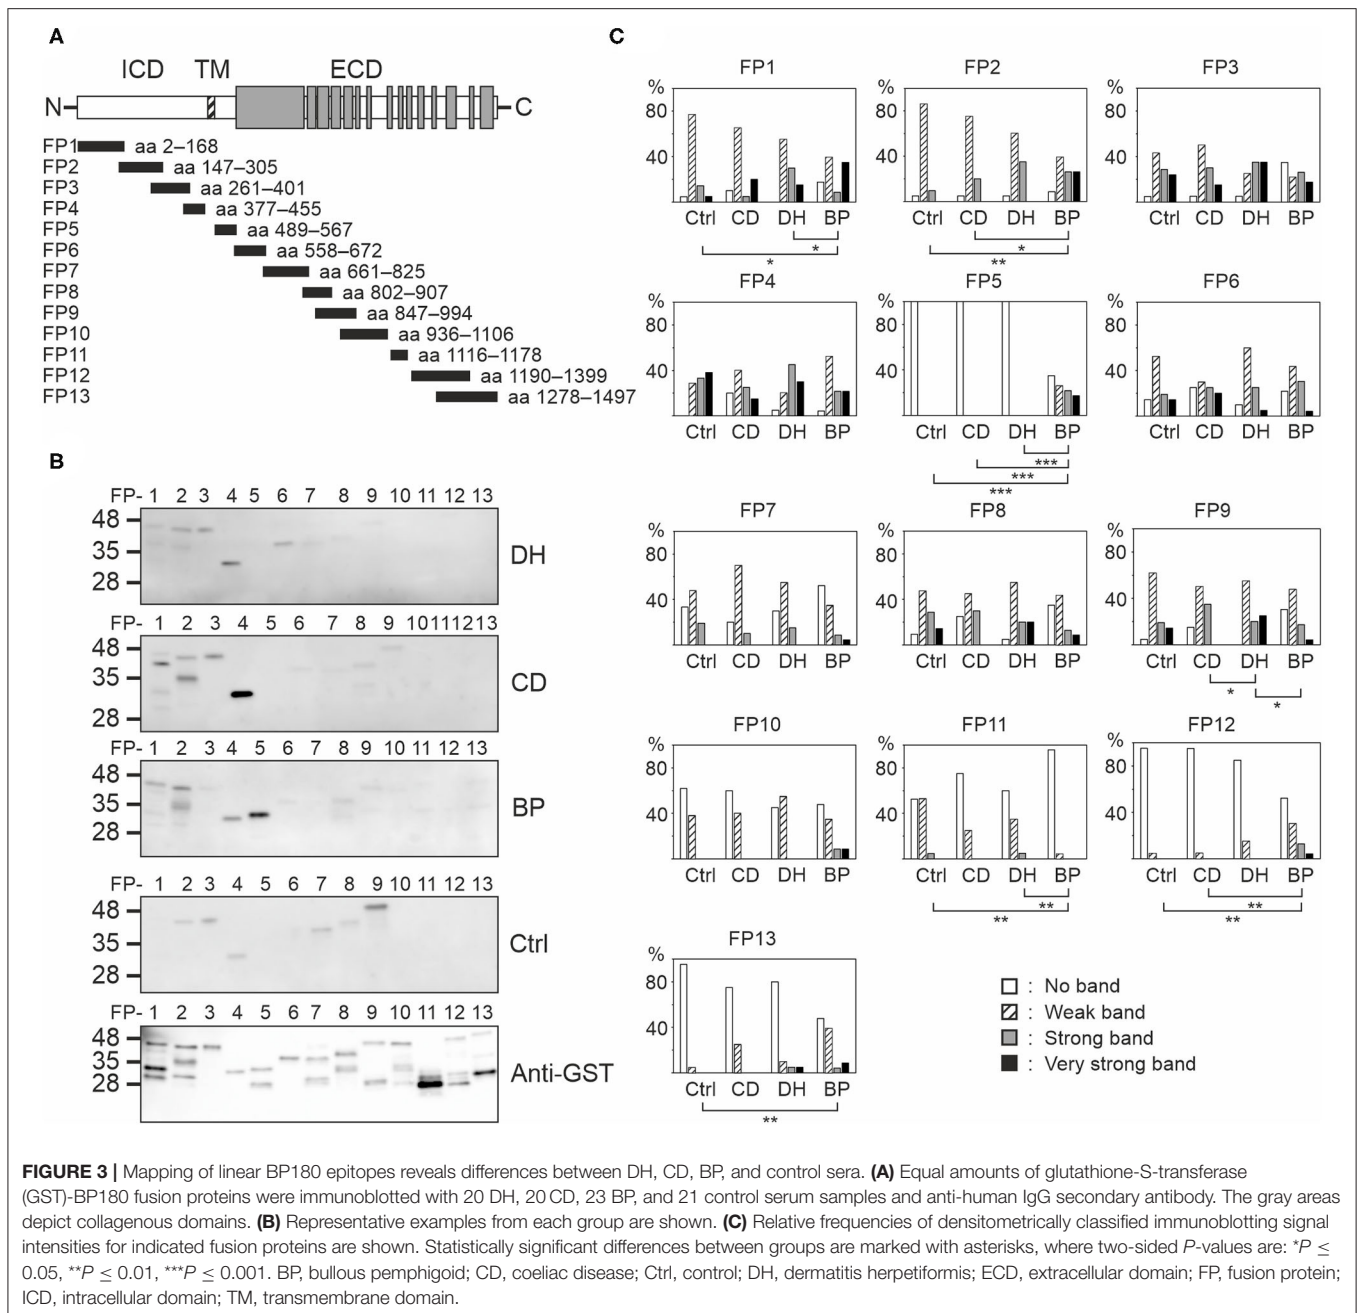 A
ICD TM ECD
N C
FP1 aa 2–168
FP2 aa 147–305
FP3 aa 261–401
FP4 aa 377–455
FP5 aa 489–567
FP6 aa 558–672
FP7 aa 661–825
FP8 aa 802–907
FP9 aa 847–994
FP10 aa 936–1106
FP11 aa 1116–1178
FP12 aa 1190–1399
FP13 aa 1278–1497
B
FP- 1 2 3 4 5 6 7 8 9 10 11 12 13
48
35
28
DH
FP- 1 2 3 4 5 6 7 8 9 10 11 12 13
48
35
28
CD
FP- 1 2 3 4 5 6 7 8 9 10 11 12 13
48
35
28
BP
FP- 1 2 3 4 5 6 7 8 9 10 11 12 13
48
35
28
Ctrl
FP- 1 2 3 4 5 6 7 8 9 10 11 12 13
48
35
28
Anti-GST
C
FP1 FP2 FP3
% % %
80 80 80
40 40 40
Ctrl CD DH BP Ctrl CD DH BP Ctrl CD DH BP
* *
* **
FP4 FP5 FP6
% % %
80 80 80
40 40 40
Ctrl CD DH BP Ctrl CD DH BP Ctrl CD DH BP
***
***
***
FP7 FP8 FP9
% % %
80 80 80
40 40 40
Ctrl CD DH BP Ctrl CD DH BP Ctrl CD DH BP
* *
FP10 FP11 FP12
% % %
80 80 80
40 40 40
Ctrl CD DH BP Ctrl CD DH BP Ctrl CD DH BP
** **
** **
FP13
%
80
40
Ctrl CD DH BP
**
: No band
: Weak band
: Strong band
: Very strong band
FIGURE 3 | Mapping of linear BP180 epitopes reveals differences between DH, CD, BP, and control sera. (A) Equal amounts of glutathione-S-transferase
(GST)-BP180 fusion proteins were immunoblotted with 20 DH, 20 CD, 23 BP, and 21 control serum samples and anti-human IgG secondary antibody. The gray areas
depict collagenous domains. (B) Representative examples from each group are shown. (C) Relative frequencies of densitometrically classified immunoblotting signal
intensities for indicated fusion proteins are shown. Statistically significant differences between groups are marked with asterisks, where two-sided P-values are: *P ≤
0.05, **P ≤ 0.01, ***P ≤ 0.001. BP, bullous pemphigoid; CD, coeliac disease; Ctrl, control; DH, dermatitis herpetiformis; ECD, extracellular domain; FP, fusion protein;
ICD, intracellular domain; TM, transmembrane domain.